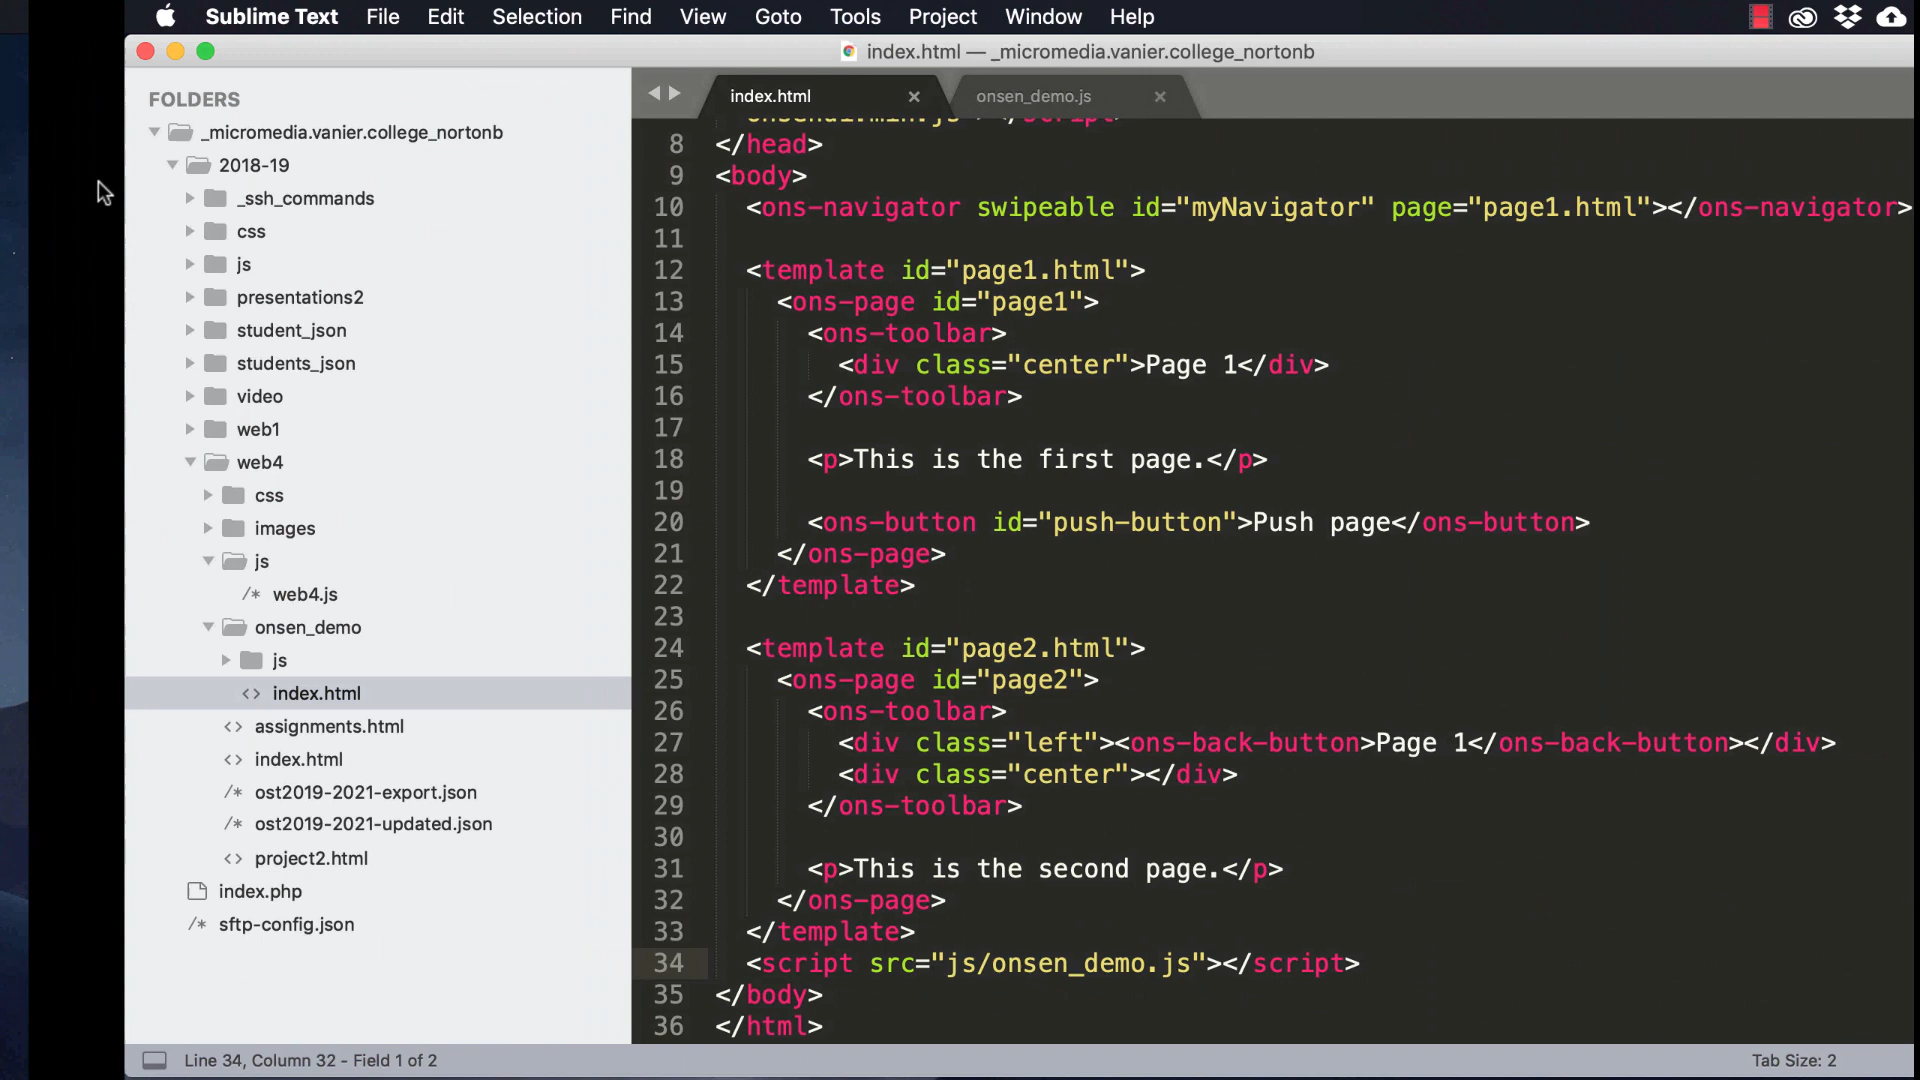 Sublime Text File Edit Selection Find View Goto Tools Project Window Help
index.html — _micromedia.vanier.college_nortonb
FOLDERS
_micromedia.vanier.college_nortonb
2018-19
_ssh_commands
css
js
presentations2
student_json
students_json
video
web1
web4
css
images
js
/* web4.js
onsen_demo
js
<> index.html
<> assignments.html
<> index.html
/* ost2019-2021-export.json
/* ost2019-2021-updated.json
<> project2.html
index.php
/* sftp-config.json
index.html × onsen_demo.js ×
onsenui.min.js"></script>
8 </head>
9 <body>
10 <ons-navigator swipeable id="myNavigator" page="page1.html"></ons-navigator>
11
12 <template id="page1.html">
13 <ons-page id="page1">
14 <ons-toolbar>
15 <div class="center">Page 1</div>
16 </ons-toolbar>
17
18 <p>This is the first page.</p>
19
20 <ons-button id="push-button">Push page</ons-button>
21 </ons-page>
22 </template>
23
24 <template id="page2.html">
25 <ons-page id="page2">
26 <ons-toolbar>
27 <div class="left"><ons-back-button>Page 1</ons-back-button></div>
28 <div class="center"></div>
29 </ons-toolbar>
30
31 <p>This is the second page.</p>
32 </ons-page>
33 </template>
34 <script src="js/onsen_demo.js"></script>
35 </body>
36 </html>
Line 34, Column 32 - Field 1 of 2 Tab Size: 2